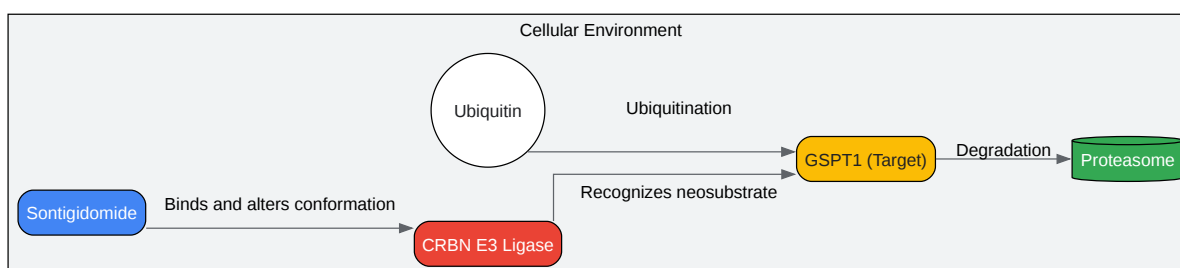 Cellular Environment
Ubiquitin
Ubiquitination
GSPT1 (Target)
Degradation
Proteasome
Sontigidomide
Binds and alters conformation
Recognizes neosubstrate
CRBN E3 Ligase